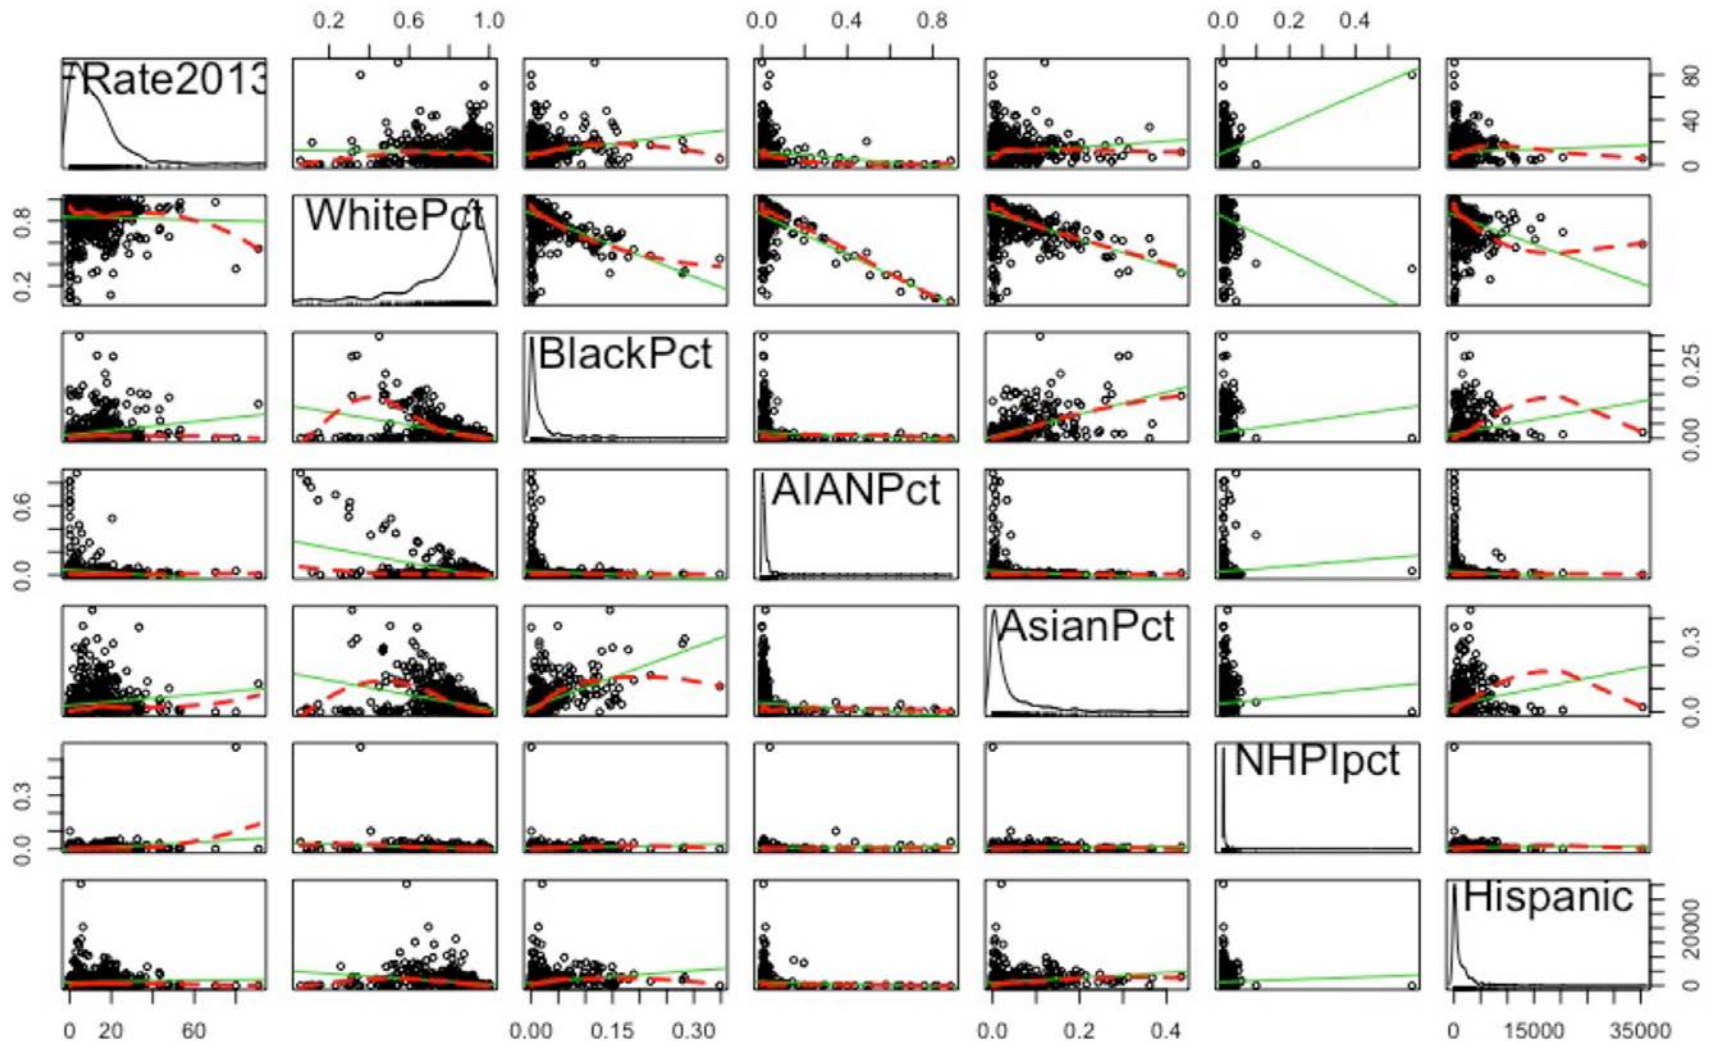 0.2 0.6 1.0 0.0 0.4 0.8 0.0 0.2 0.4
Rate2013 0 40 80
0.2 0.8 WhitePct
BlackPct 0.00 0.25
0.0 0.6 AIANPct
AsianPct 0.0 0.3
0.0 0.3 NHPIpct
Hispanic 0 20000
0 20 60 0.00 0.15 0.30 0.0 0.2 0.4 0 15000 35000